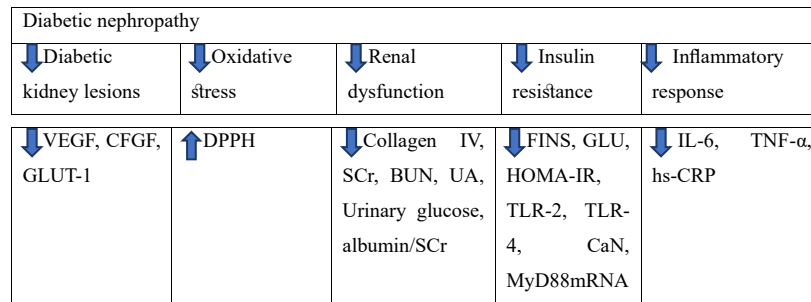 Diabetic nephropathy
Diabetic
kidney lesions
Oxidative
stress
Renal
dysfunction
Insulin
resistance
Inflammatory
response
VEGF, CFGF,
GLUT-1
DPPH
Collagen IV,
SCr, BUN, UA,
Urinary glucose,
albumin/SCr
FINS, GLU,
HOMA-IR,
TLR-2, TLR-
4, CaN,
MyD88mRNA
IL-6, TNF-α,
hs-CRP